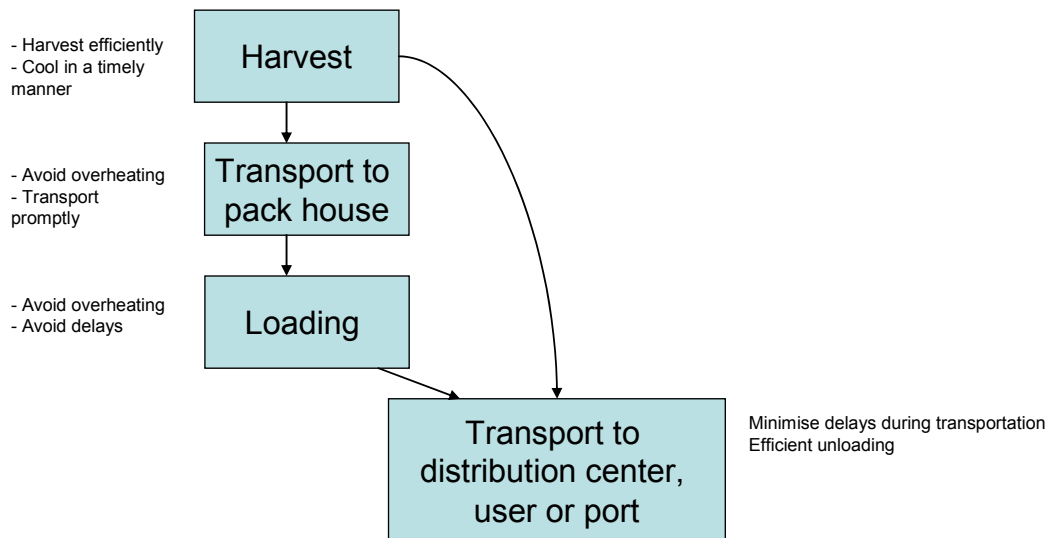 - Harvest efficiently
- Cool in a timely
manner
Harvest
- Avoid overheating
- Transport
promptly
Transport to
pack house
- Avoid overheating
- Avoid delays
Loading
Transport to
distribution center,
user or port
Minimise delays during transportation
Efficient unloading